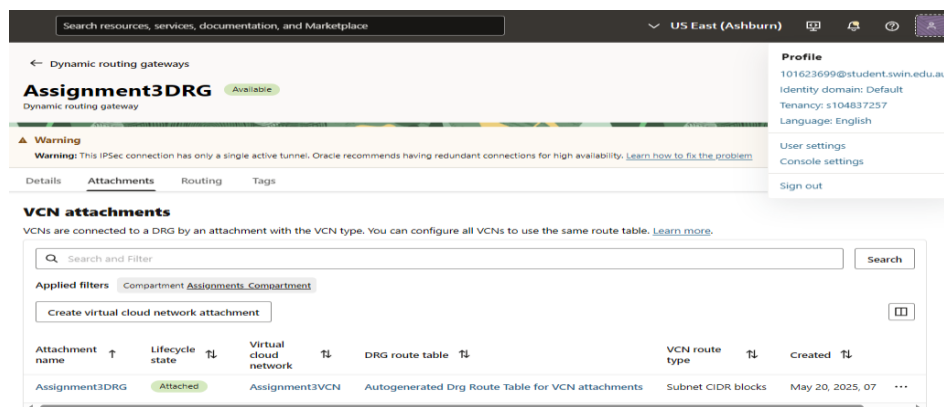 Search resources, services, documentation, and Marketplace
US East (Ashburn)
Profile
101623699@student.swin.edu.au
Identity domain: Default
Tenancy: s104837257
Language: English
User settings
Console settings
Sign out
← Dynamic routing gateways
Assignment3DRG Available
Dynamic routing gateway
Warning
Warning: This IPSec connection has only a single active tunnel. Oracle recommends having redundant connections for high availability. Learn how to fix the problem
Details Attachments Routing Tags
VCN attachments
VCNs are connected to a DRG by an attachment with the VCN type. You can configure all VCNs to use the same route table. Learn more.
Search and Filter Search
Applied filters Compartment Assignments_Compartment
Create virtual cloud network attachment
Attachment name Lifecycle state Virtual cloud network DRG route table VCN route type Created
Assignment3DRG Attached Assignment3VCN Autogenerated Drg Route Table for VCN attachments Subnet CIDR blocks May 20, 2025, 07 ...